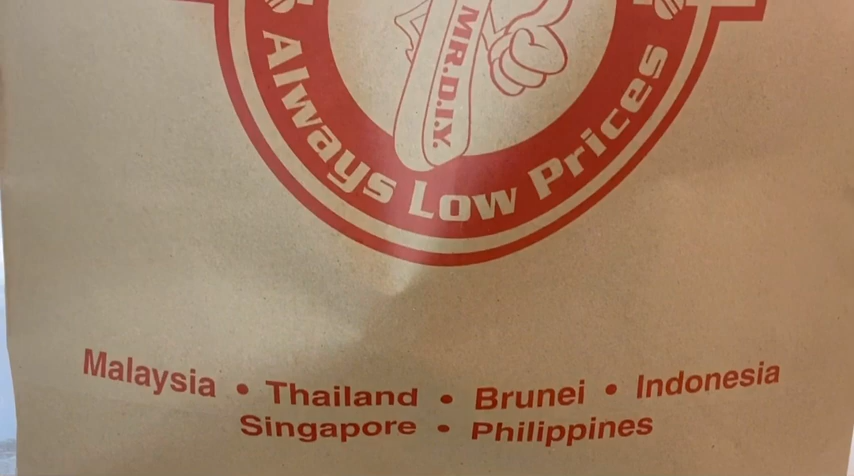 MR.D.I.Y.
Always Low Prices
Malaysia • Thailand • Brunei • Indonesia
Singapore • Philippines